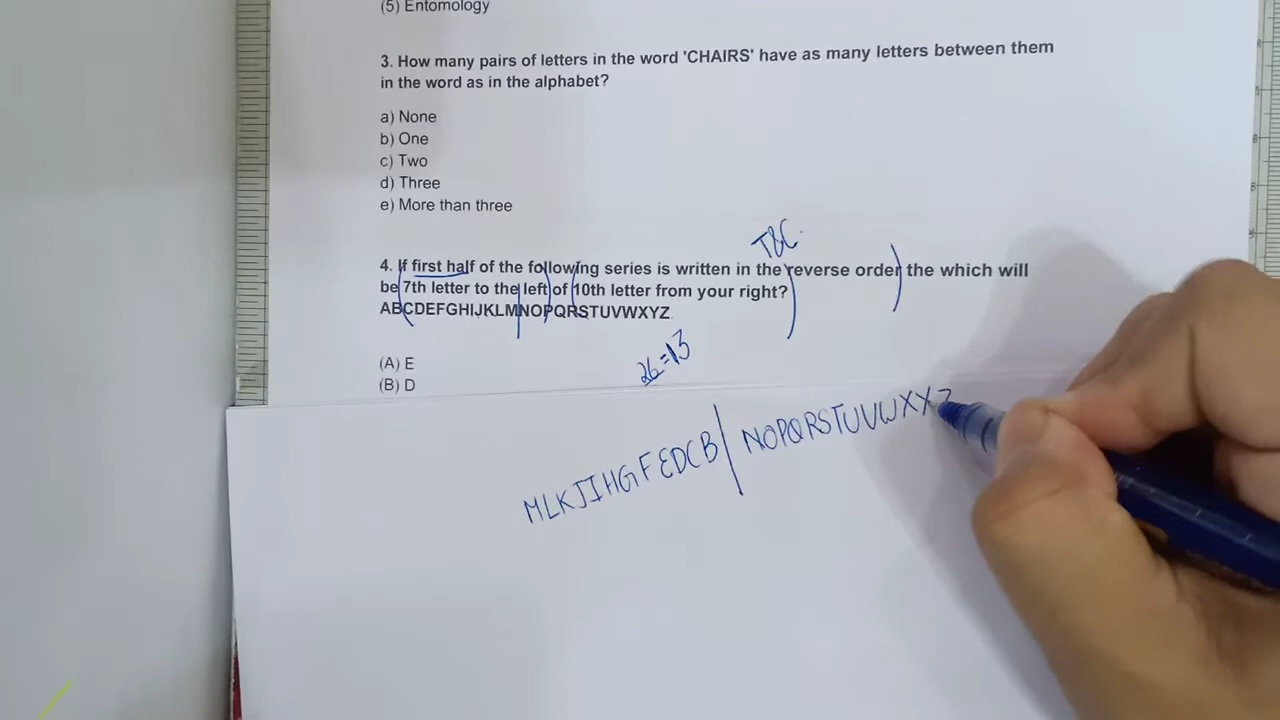 (5) Entomology
3. How many pairs of letters in the word 'CHAIRS' have as many letters between them
in the word as in the alphabet?
a) None
b) One
c) Two
d) Three
e) More than three
T&C.
4. If first half of the following series is written in the reverse order the which will
be 7th letter to the left of 10th letter from your right?
ABCDEFGHIJKLMNOPQRSTUVWXYZ
26=13
(A) E
(B) D
MLKJIHGFEDCB NOPQRSTUVWXYZ